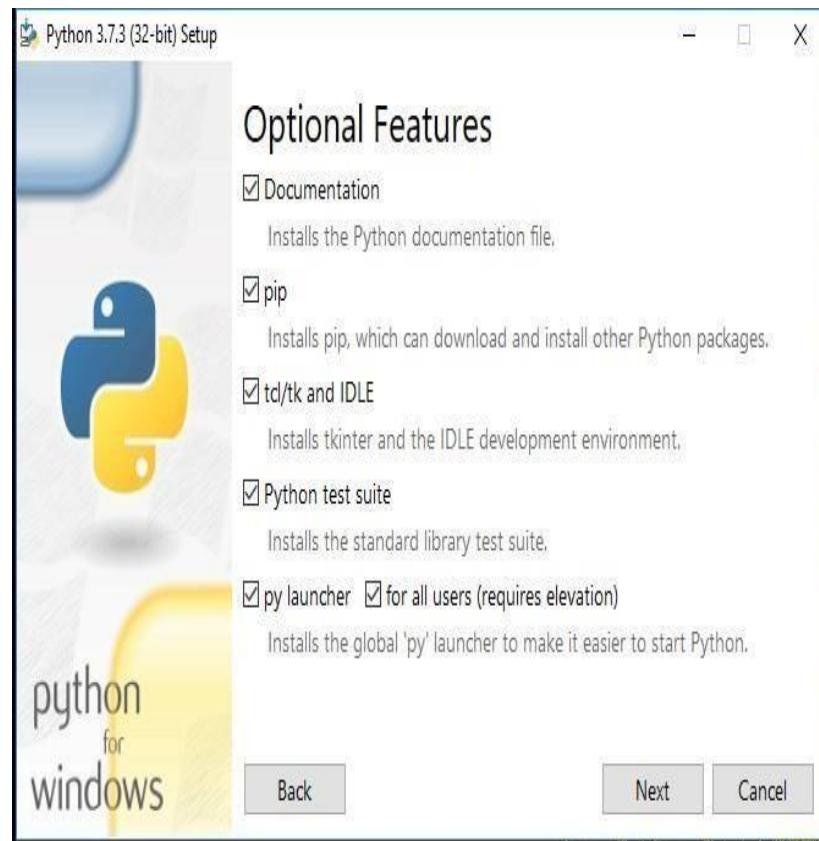 Python 3.7.3 (32-bit) Setup
Optional Features
Documentation
Installs the Python documentation file.
pip
Installs pip, which can download and install other Python packages.
tcl/tk and IDLE
Installs tkinter and the IDLE development environment.
Python test suite
Installs the standard library test suite.
py launcher for all users (requires elevation)
Installs the global 'py' launcher to make it easier to start Python.
python
for
windows
Back Next Cancel